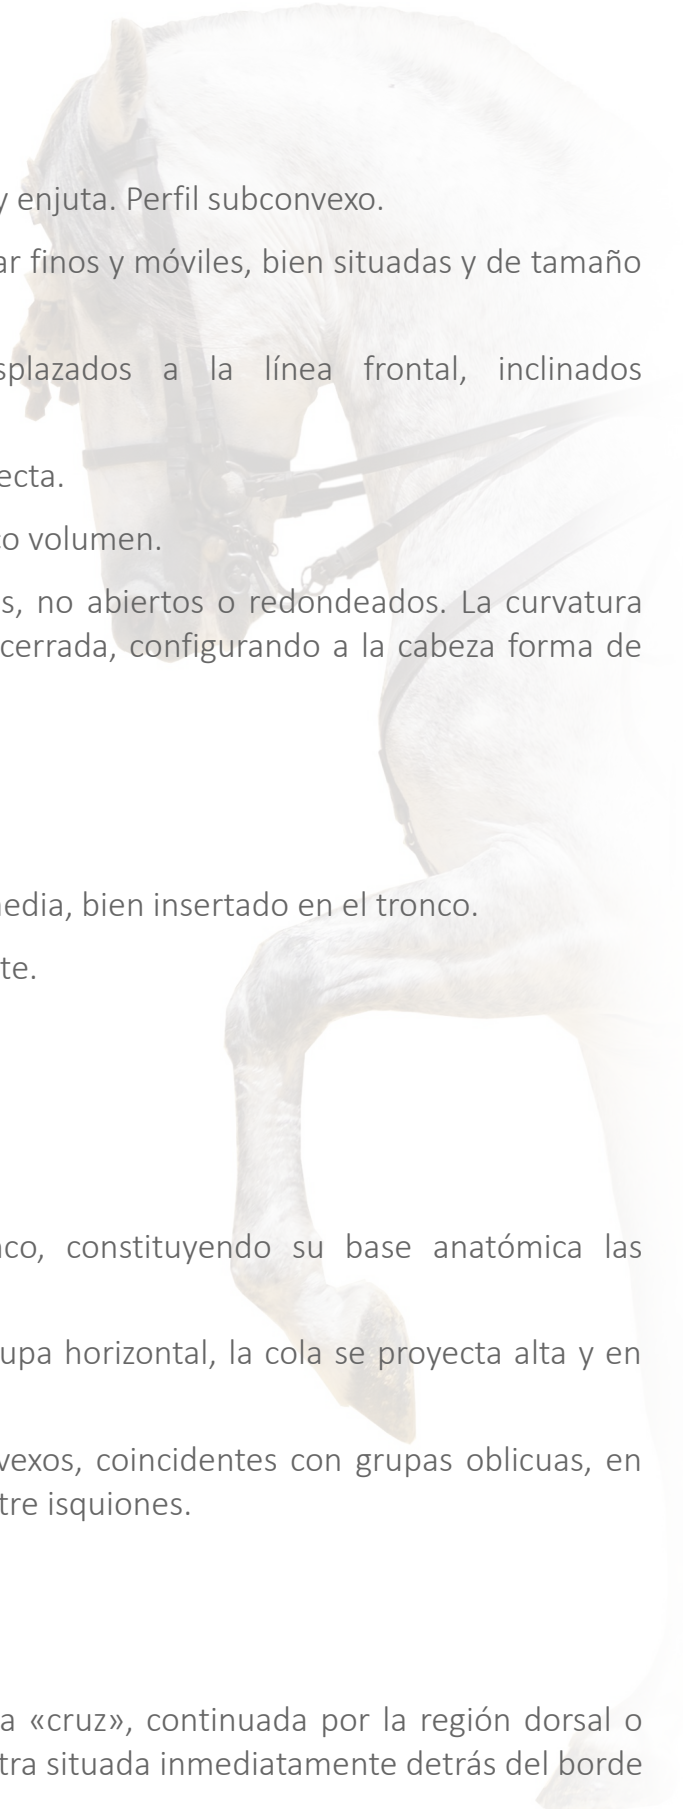 y enjuta. Perfil subconvexo.
finos y móviles, bien situadas y de tamaño
splazados a la línea frontal, inclinados
ecta.
co volumen.
s, no abiertos o redondeados. La curvatura
cerrada, configurando a la cabeza forma de
nedia, bien insertado en el tronco.
te.
nco, constituyendo su base anatómica las
upa horizontal, la cola se proyecta alta y en
vexos, coincidentes con grupas oblicuas, en
tre isquiones.
a «cruz», continuada por la región dorsal o
tra situada inmediatamente detrás del borde